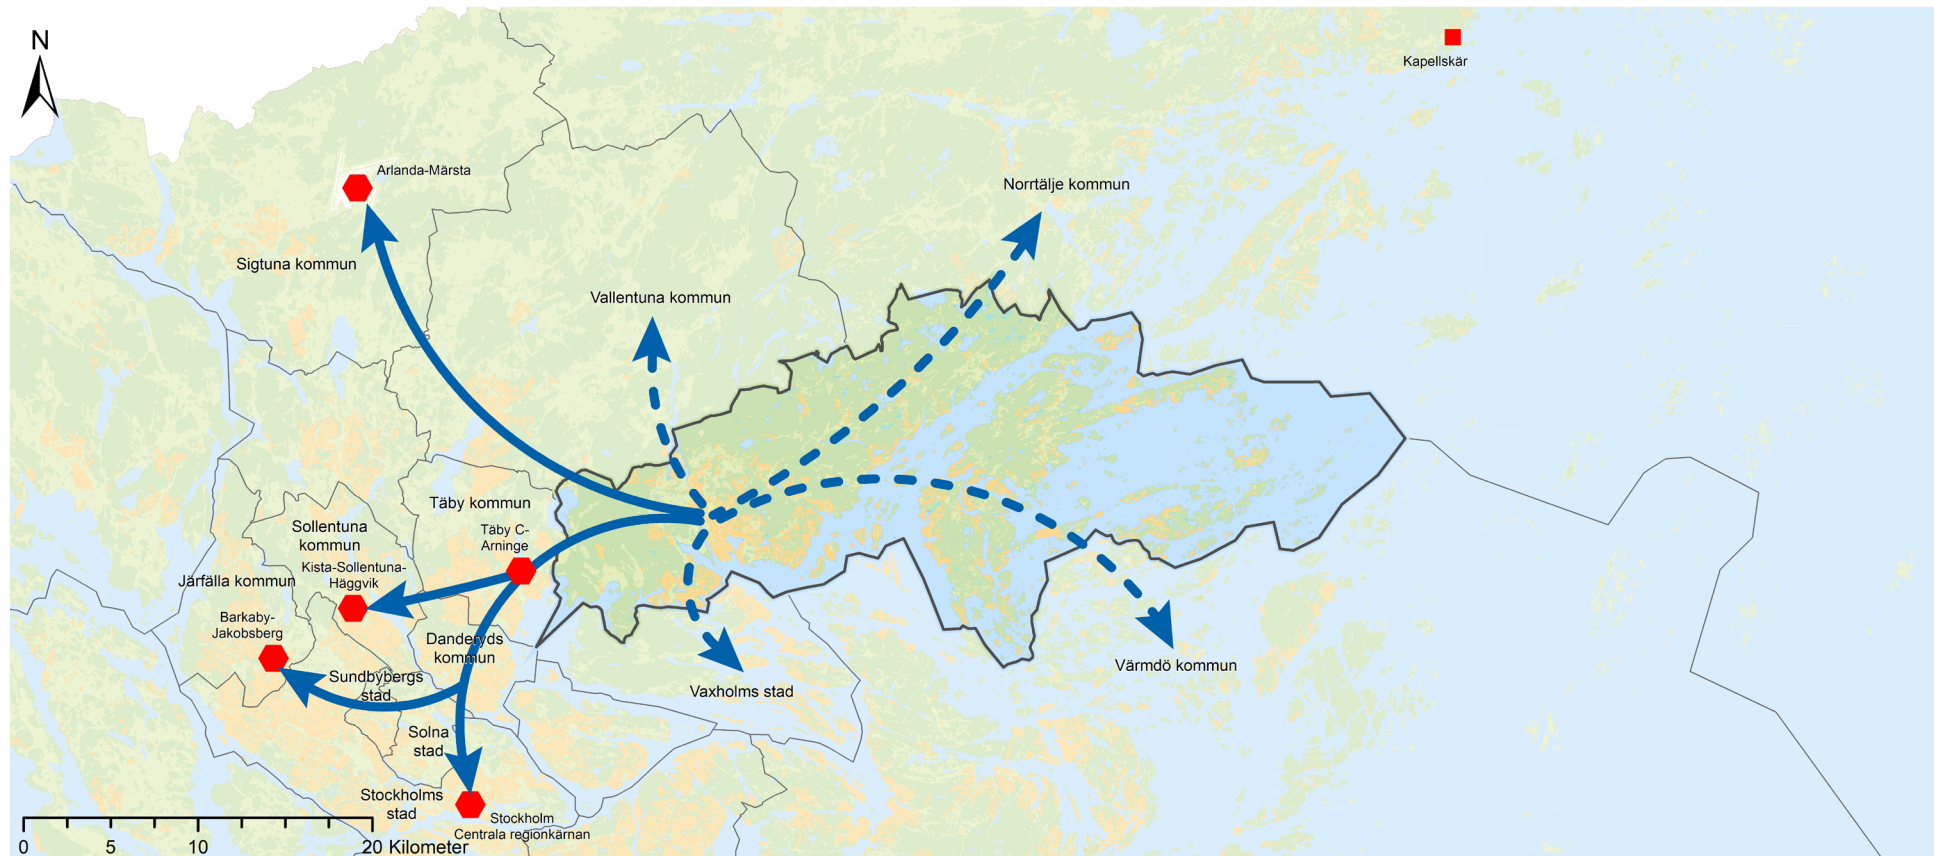 N
Kapellskär
Arlanda-Märsta
Norrtälje kommun
Sigtuna kommun
Vallentuna kommun
Täby kommun
Täby C-
Arninge
Sollentuna
kommun
Kista-Sollentuna-
Häggvik
Järfälla kommun
Barkaby-
Jakobsberg
Danderyds
kommun
Sundbybergs
stad
Värmdö kommun
Vaxholms stad
Solna
stad
Stockholms
stad
Stockholm
Centrala regionkärnan
0 5 10 20 Kilometer